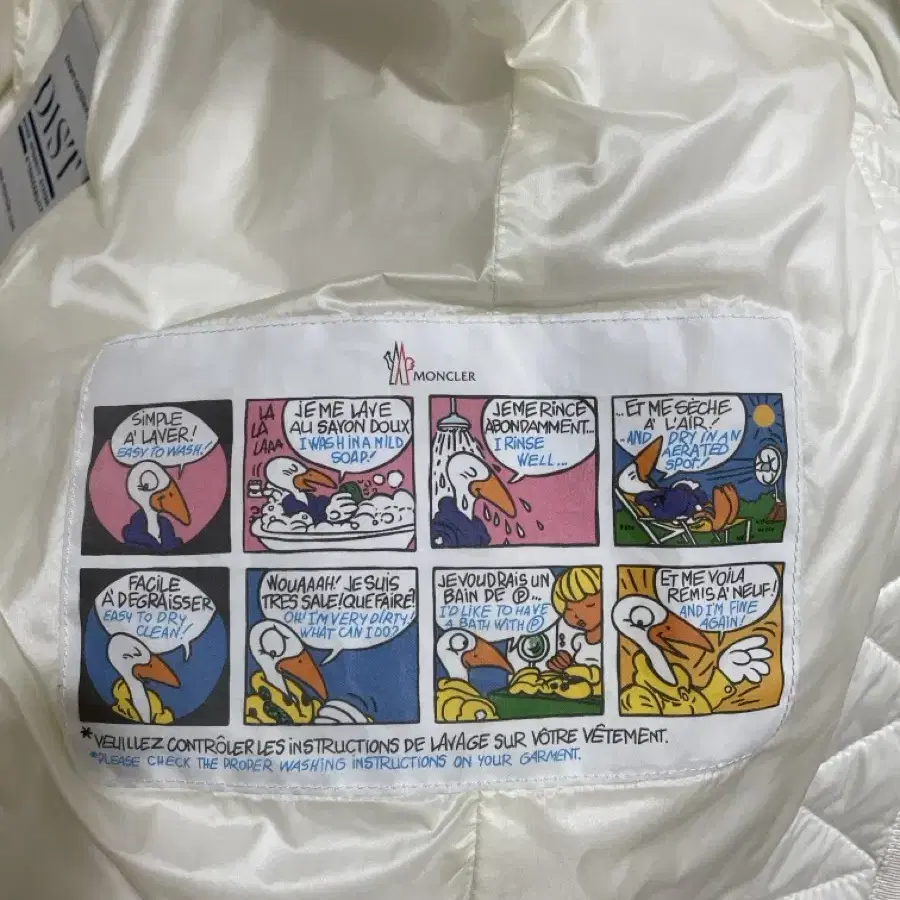 DIST
MONCLER
SIMPLE
A' LAVER!
EASY TO WASH!
LA
LA
LAAA
JE ME LAVE
AU SAYON DOUX
I WASH IN A MILD
SOAP!
JE ME RINCE
ABONDAMMENT...
I RINSE
WELL...
..ET ME SÈCHE
A' L'AIR!
..AND I DRY IN AN
AERATED
SPOT!
FACILE
A' DEGRAISSER
EASY TO DRY
CLEAN!
WOUAAAH! JE SUIS
TRES SALE! QUE FAIRE?
OH! I'M VERY DIRTY!
WHAT CAN I DO?
JE VOUDRAIS UN
BAIN DE Ⓟ...
I'D LIKE TO HAVE
A BATH WITH Ⓟ
ET ME VOILA
REMIS A' NEUF!
AND I'M FINE
AGAIN!
*VEUILLEZ CONTRÔLER LES INSTRUCTIONS DE LAVAGE SUR VÔTRE VÊTEMENT.
*PLEASE CHECK THE PROPER WASHING INSTRUCTIONS ON YOUR GARMENT.